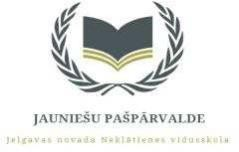 JAUNIEŠU PAŠPĀRVALDE
Jelgavas novada Neklātienes vidusskola